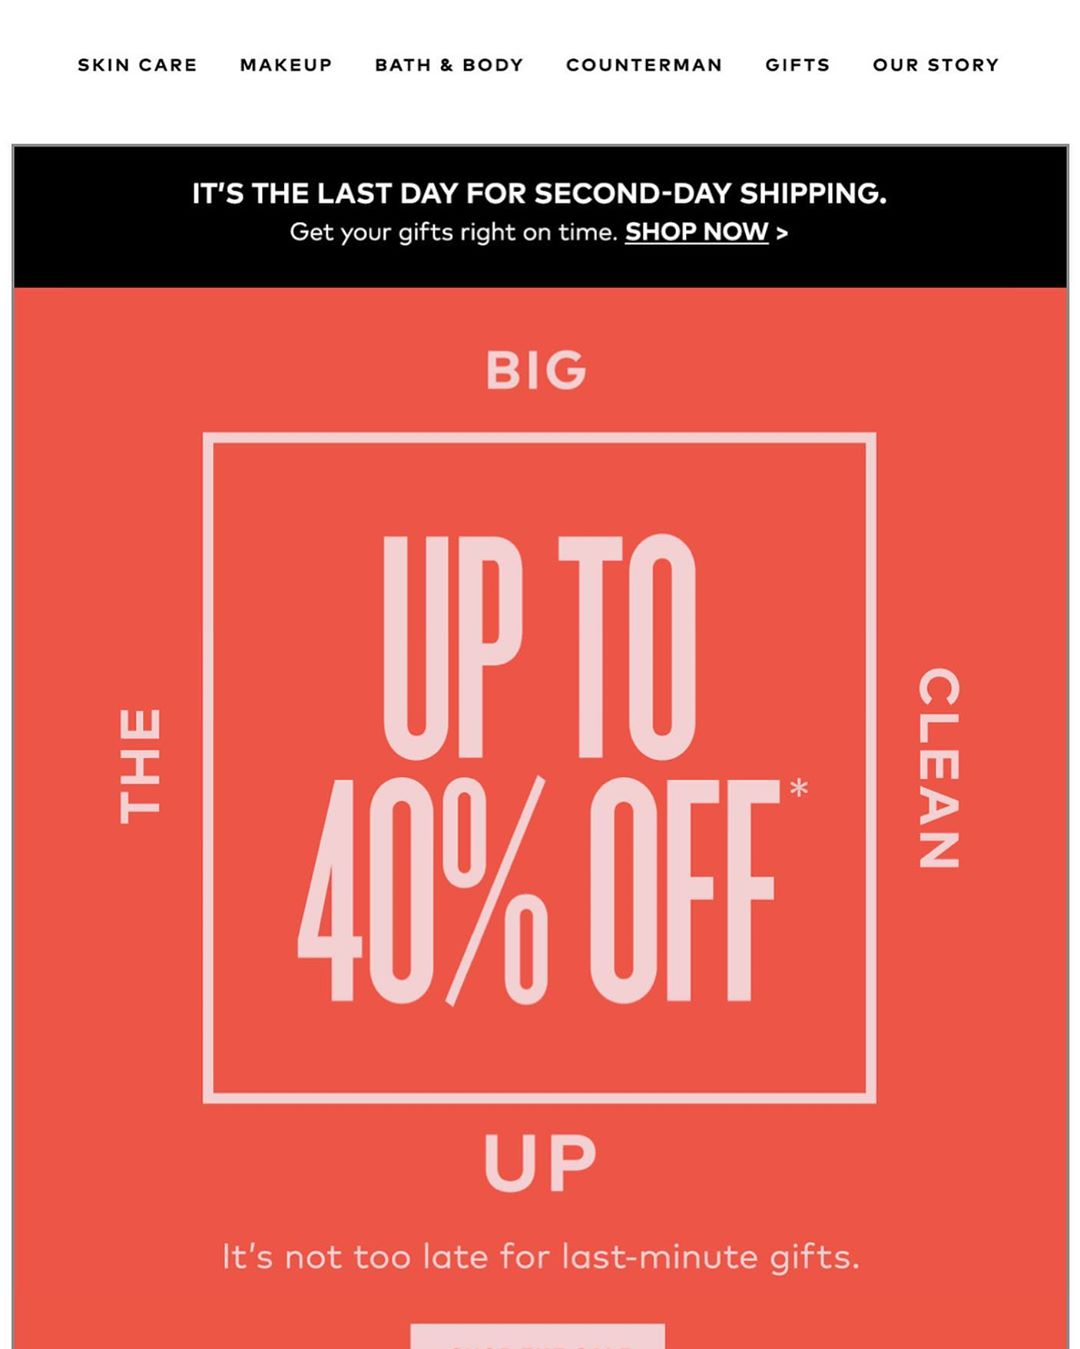 SKIN CARE MAKEUP BATH & BODY COUNTERMAN GIFTS OUR STORY
IT'S THE LAST DAY FOR SECOND-DAY SHIPPING.
Get your gifts right on time. SHOP NOW >
THE
BIG
CLEAN
UP
UP TO
40% OFF*
It's not too late for last-minute gifts.